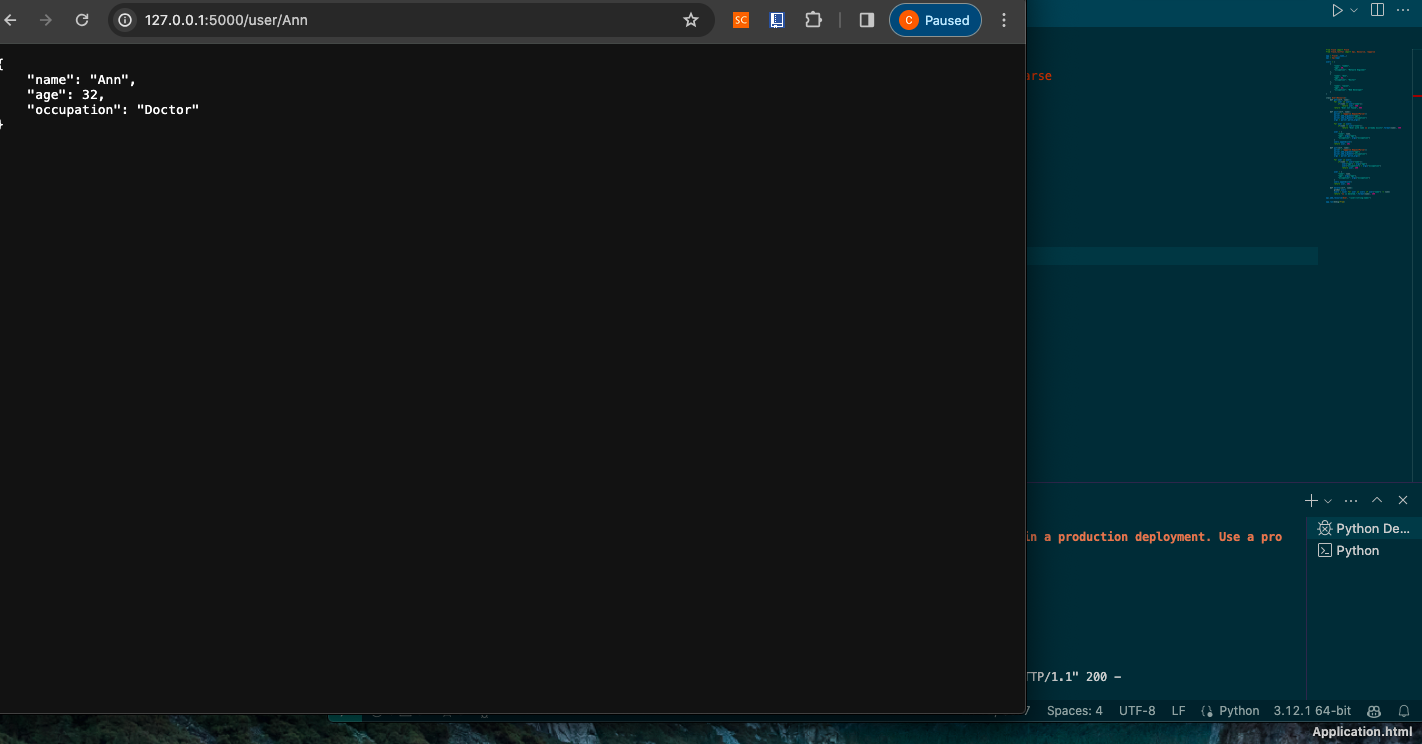 127.0.0.1:5000/user/Ann
SC
C Paused
{
"name": "Ann",
"age": 32,
"occupation": "Doctor"
}
arse
in a production deployment. Use a pro
Python De...
Python
TTP/1.1" 200 -
Spaces: 4 UTF-8 LF Python 3.12.1 64-bit
Application.html